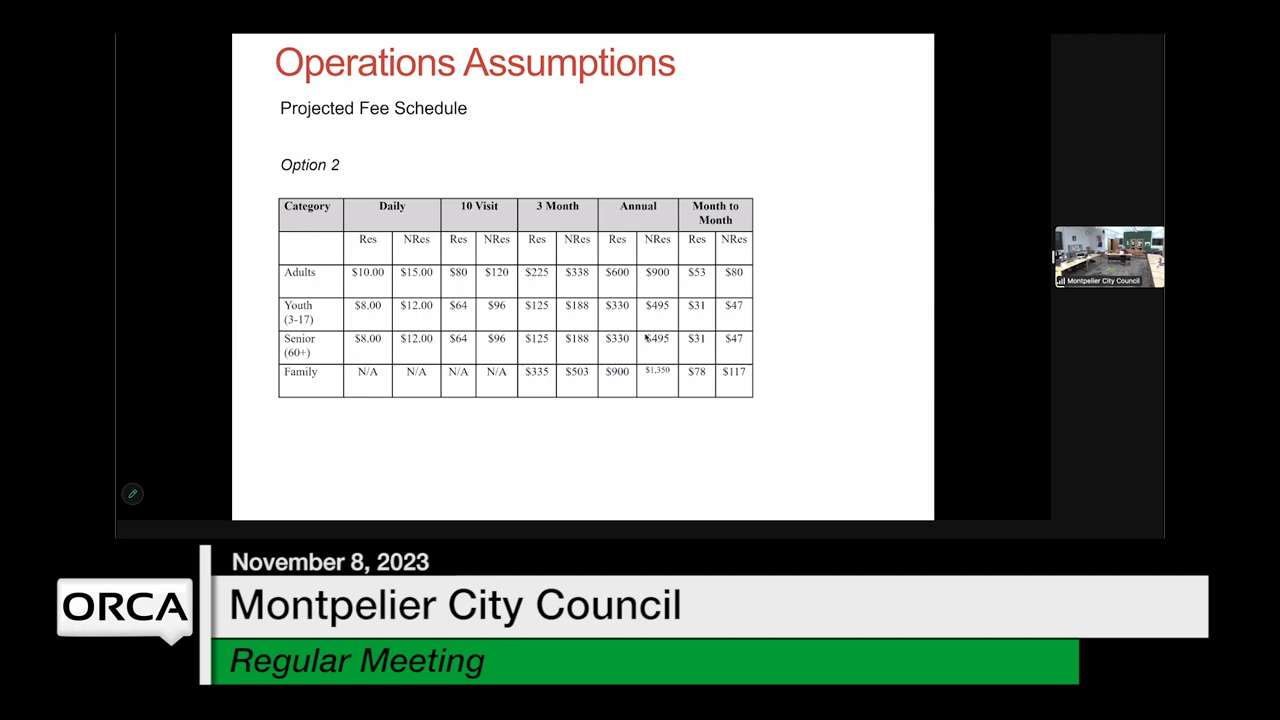 Operations Assumptions
Projected Fee Schedule
Option 2
Category Daily 10 Visit 3 Month Annual Month to
Month
Res NRes Res NRes Res NRes Res NRes Res NRes
Adults $10.00 $15.00 $80 $120 $225 $338 $600 $900 $53 $80
Youth $8.00 $12.00 $64 $96 $125 $188 $330 $495 $31 $47
(3-17)
Senior $8.00 $12.00 $64 $96 $125 $188 $330 $495 $31 $47
(60+)
Family N/A N/A N/A N/A $335 $503 $900 $1,350 $78 $117
Montpelier City Council
November 8, 2023
ORCA
Montpelier City Council
Regular Meeting